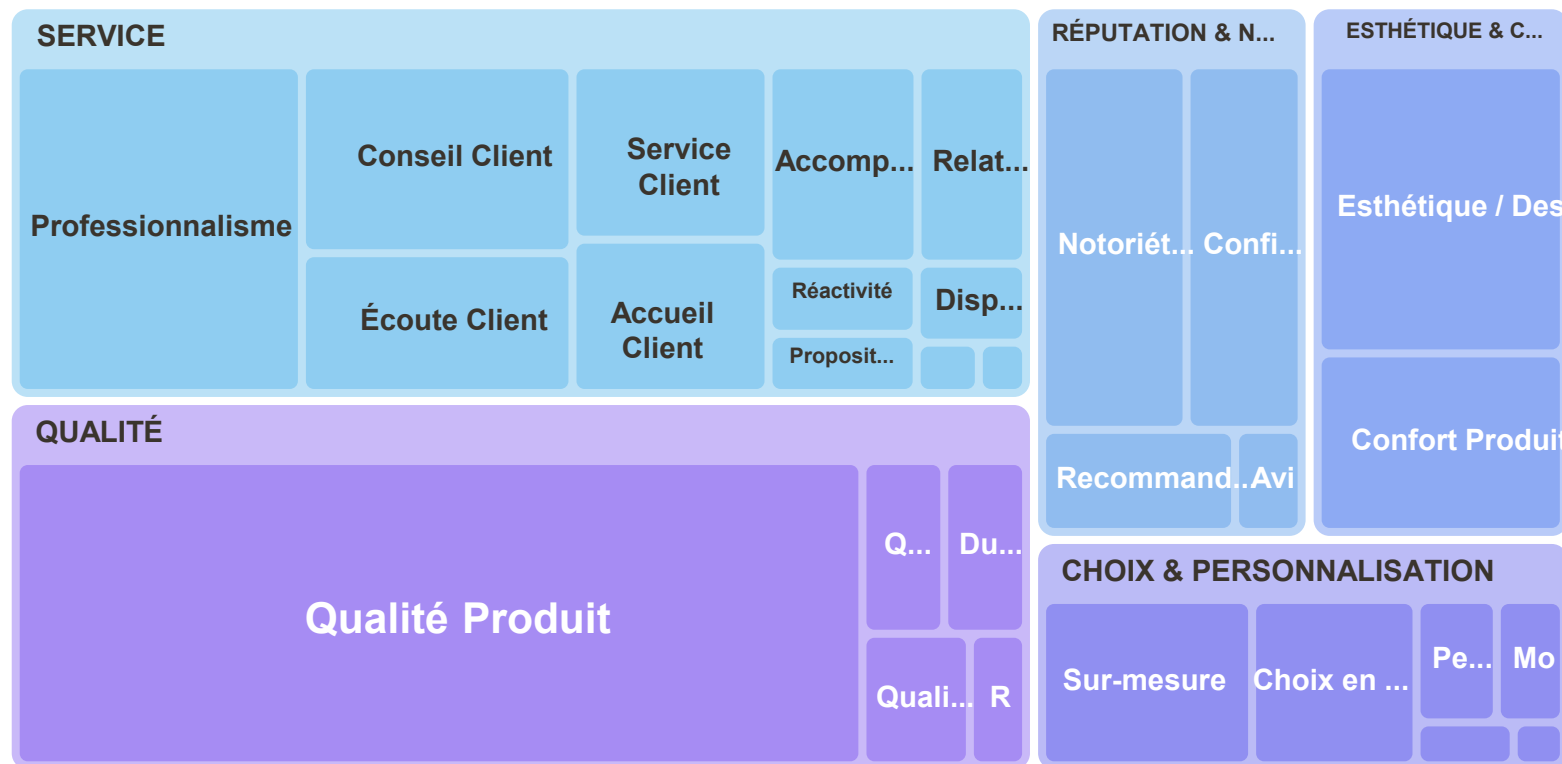 SERVICE
Professionnalisme
Conseil Client
Écoute Client
Service
Client
Accueil
Client
Accomp...
Relat...
Réactivité
Disp...
Proposit...
QUALITÉ
Qualité Produit
Q...
Du...
Quali...
R
RÉPUTATION & N...
Notoriét...
Confi...
Recommand...
Avi
ESTHÉTIQUE & C...
Esthétique / Des
Confort Produit
CHOIX & PERSONNALISATION
Sur-mesure
Choix en ...
Pe...
Mo